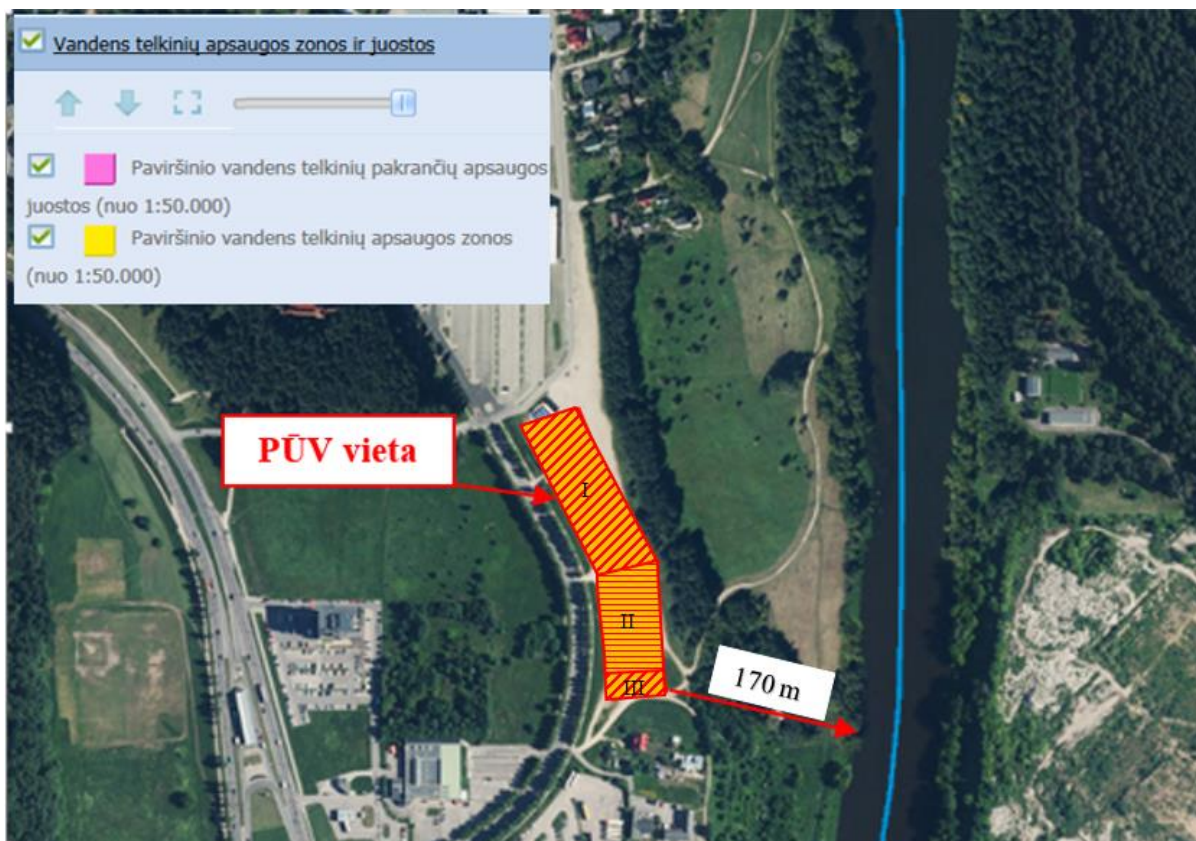 Vandens telkinių apsaugos zonos ir juostos
Paviršinio vandens telkinių pakrančių apsaugos
juostos (nuo 1:50.000)
Paviršinio vandens telkinių apsaugos zonos
(nuo 1:50.000)
PŪV vieta
I
II
III
170 m